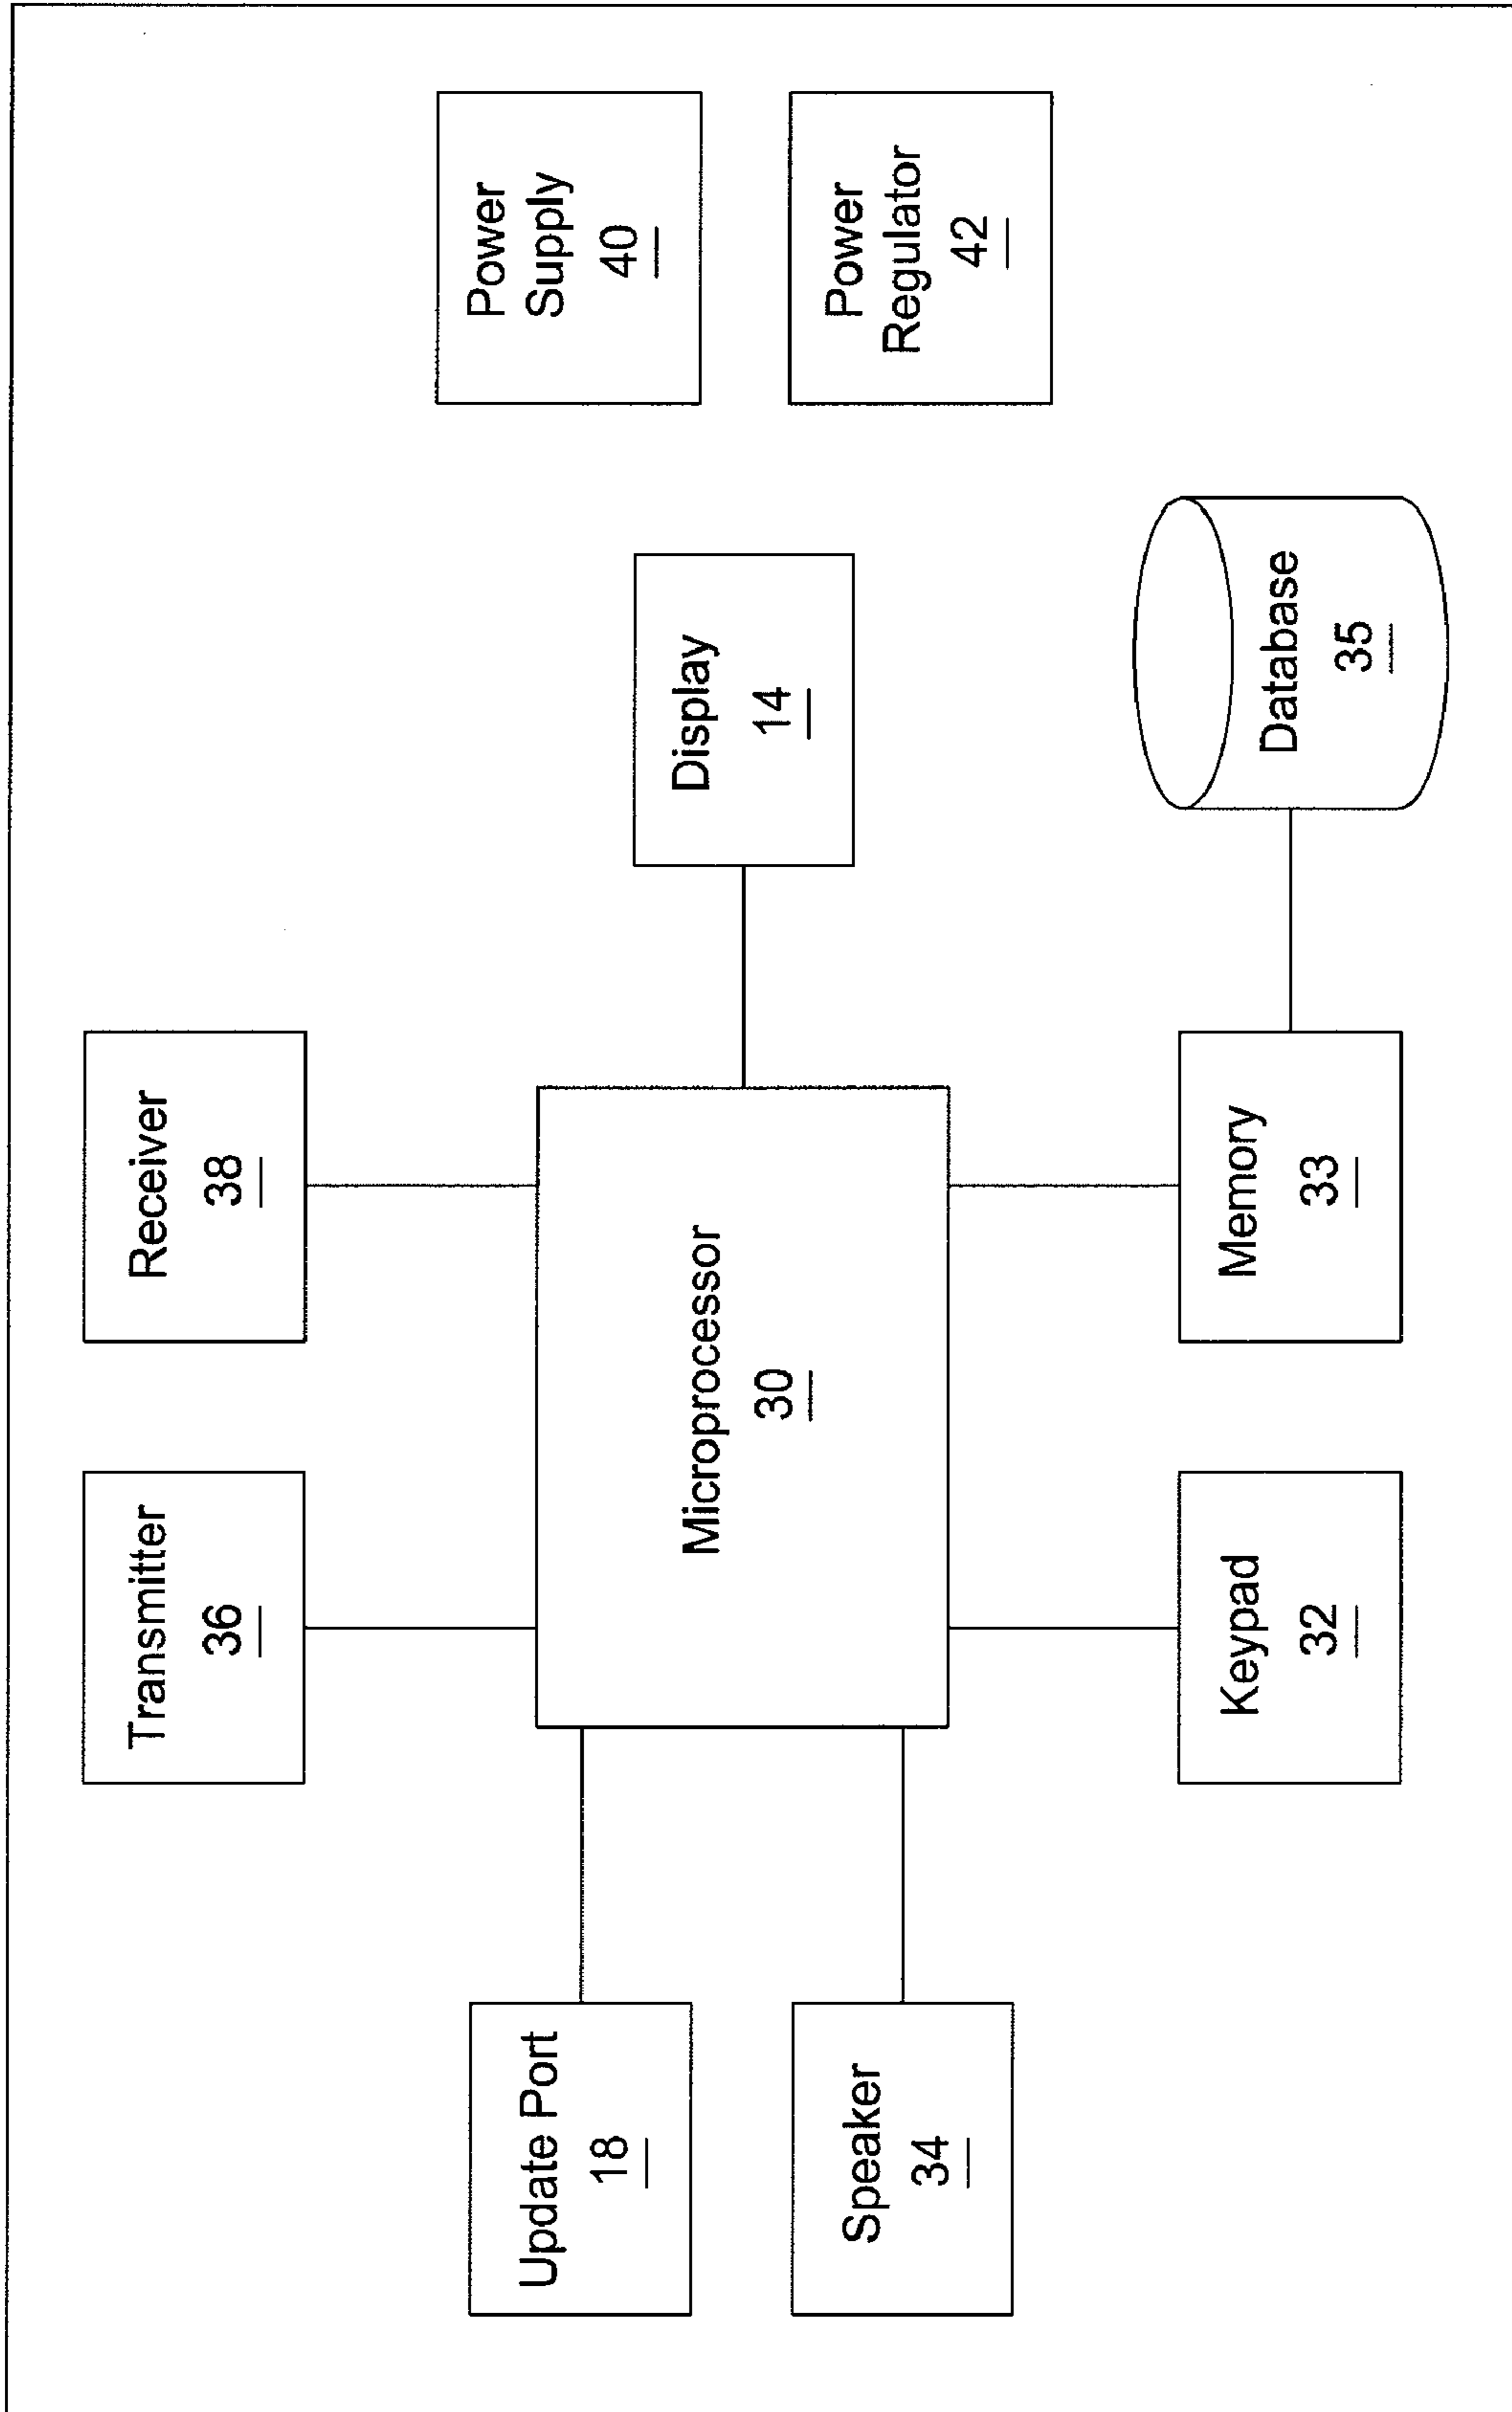 Transmitter
36
Receiver
38
Update Port
18
Power
Supply
40
Microprocessor
30
Display
14
Speaker
34
Power
Regulator
42
Keypad
32
Memory
33
Database
35